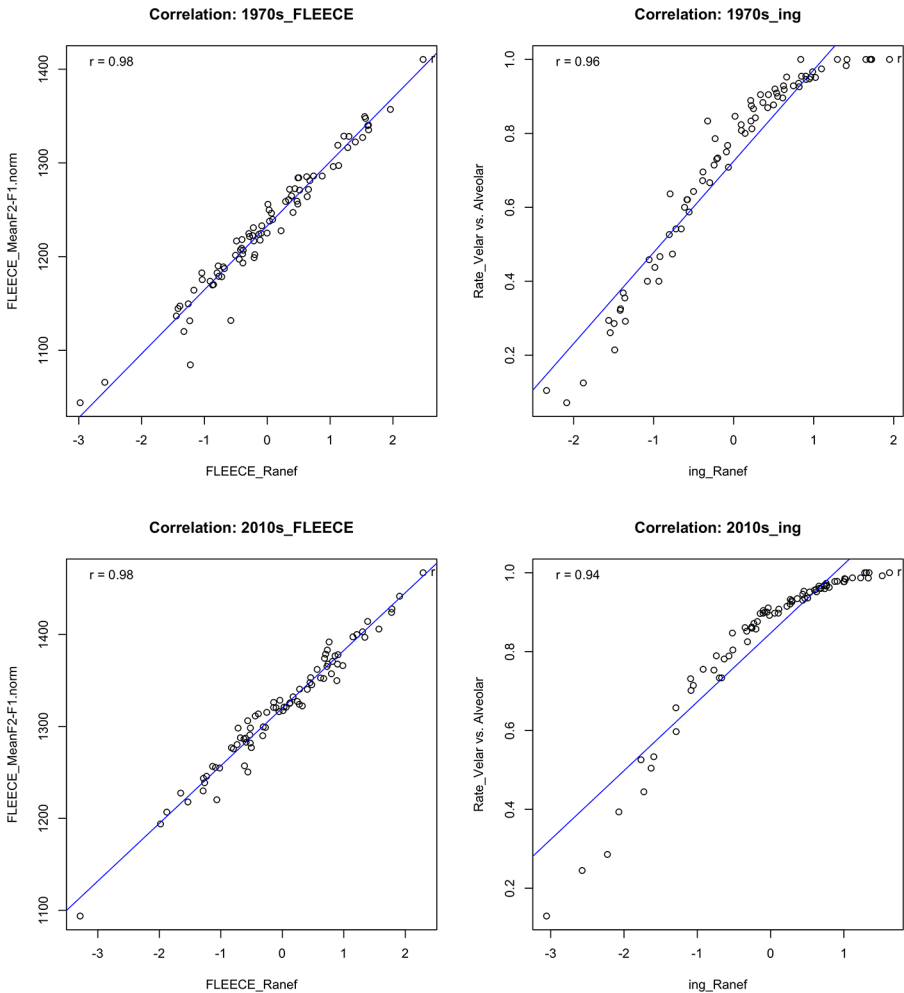 Correlation: 1970s_FLEECE
r = 0.98
r
1400
1300
1200
1100
FLEECE_MeanF2-F1.norm
-3 -2 -1 0 1 2
FLEECE_Ranef
Correlation: 1970s_ing
r = 0.96
r
1.0
0.8
0.6
0.4
0.2
Rate_Velar vs. Alveolar
-2 -1 0 1 2
ing_Ranef
Correlation: 2010s_FLEECE
r = 0.98
r
1400
1300
1200
1100
FLEECE_MeanF2-F1.norm
-3 -2 -1 0 1 2
FLEECE_Ranef
Correlation: 2010s_ing
r = 0.94
r
1.0
0.8
0.6
0.4
0.2
Rate_Velar vs. Alveolar
-3 -2 -1 0 1
ing_Ranef